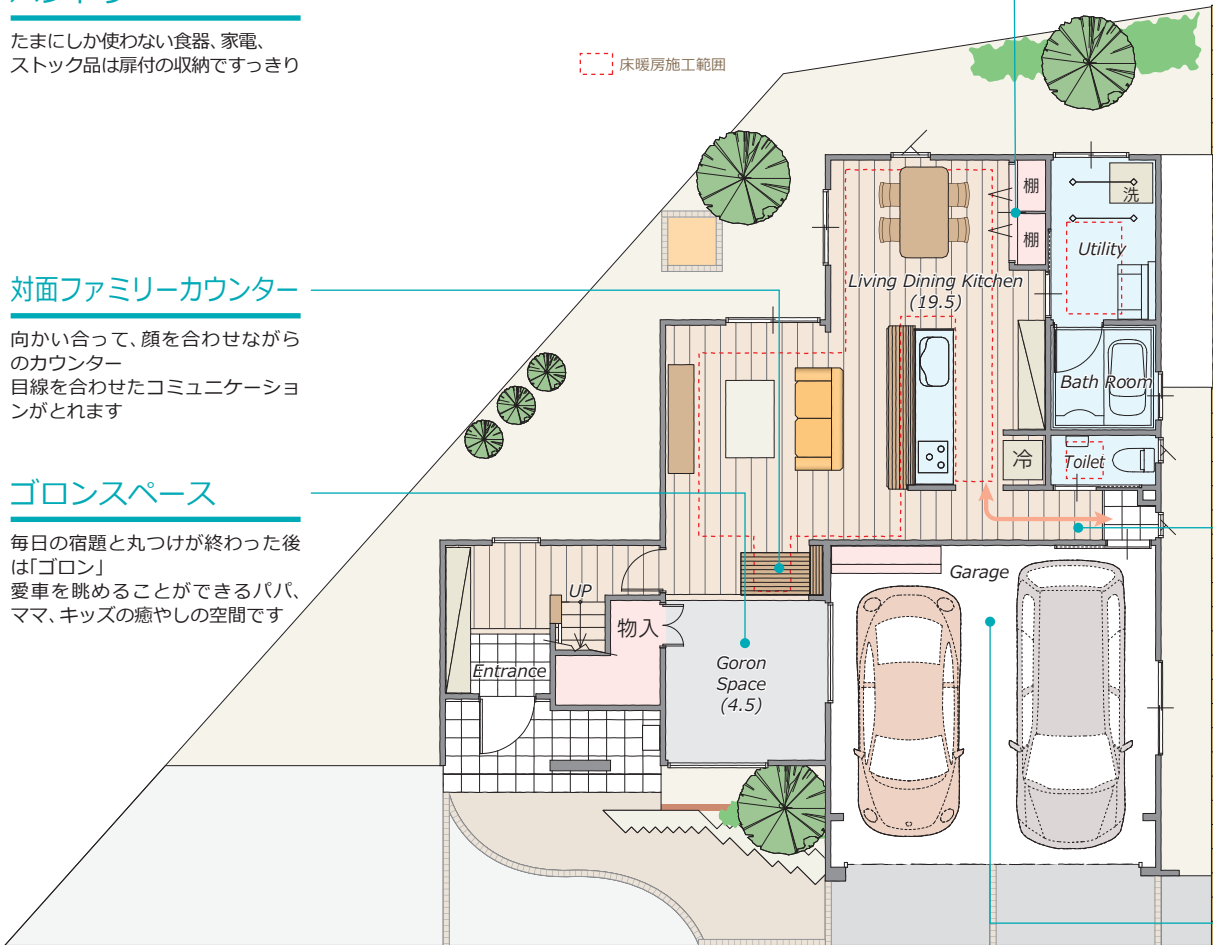 たまにしか使わない食器、家電、
ストック品は扉付の収納ですっきり
床暖房施工範囲
対面ファミリーカウンター
向かい合って、顔を合わせながら
のカウンター
目線を合わせたコミュニケーショ
ンがとれます
ゴロンスペース
毎日の宿題と丸つけが終わった後
は「ゴロン」
愛車を眺めることができるパパ、
ママ、キッズの癒やしの空間です
棚
棚
洗
Utility
Living Dining Kitchen
(19.5)
Bath Room
冷
Toilet
Garage
UP
物入
Entrance
Goron
Space
(4.5)